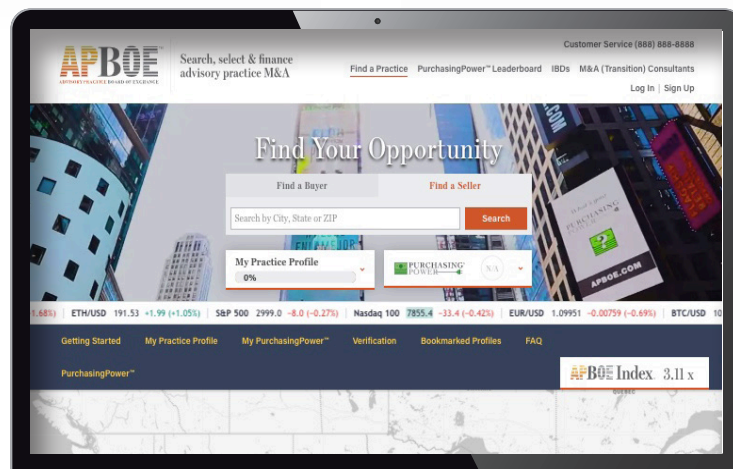 Customer Service (888) 888-8888
APBOE
ADVISORY PRACTICE BOARD OF EXCHANGE
Search, select & finance
advisory practice M&A
Find a Practice PurchasingPower™ Leaderboard IBDs M&A (Transition) Consultants
Log In | Sign Up
Find Your Opportunity
Find a Buyer Find a Seller
Search by City, State or ZIP Search
My Practice Profile
0%
PURCHASING
POWER
N/A
PURCHASING
POWER
APBOE.COM
1.68%) ETH/USD 191.53 +1.99 (+1.05%) S&P 500 2999.0 -8.0 (-0.27%) Nasdaq 100 7855.4 -33.4 (-0.42%) EUR/USD 1.09951 -0.00759 (-0.69%) BTC/USD 10
Getting Started My Practice Profile My PurchasingPower™ Verification Bookmarked Profiles FAQ
PurchasingPower™
APBOE Index 3.11 x
QUEBEC